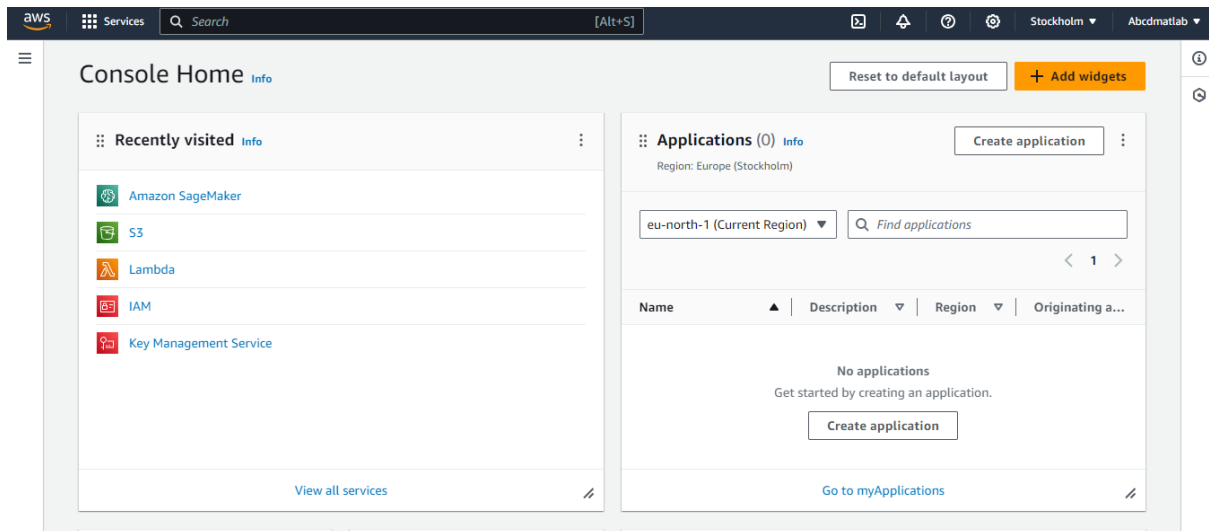 aws Services Search [Alt+S] Stockholm Abcdmatlab
Console Home Info
Reset to default layout
Add widgets
Recently visited Info
Amazon SageMaker
S3
Lambda
IAM
Key Management Service
View all services
Applications (0) Info
Region: Europe (Stockholm)
Create application
eu-north-1 (Current Region)
Find applications
1
Name Description Region Originating a...
No applications
Get started by creating an application.
Create application
Go to myApplications